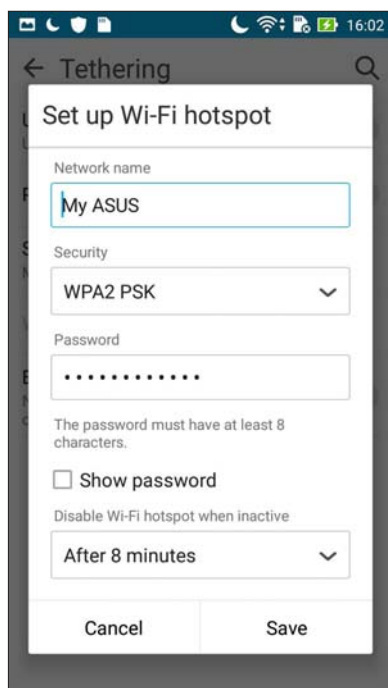 16:02
Tethering
Set up Wi-Fi hotspot
Network name
My ASUS
Security
WPA2 PSK
Password
••••••••••••
The password must have at least 8
characters.
Show password
Disable Wi-Fi hotspot when inactive
After 8 minutes
Cancel Save